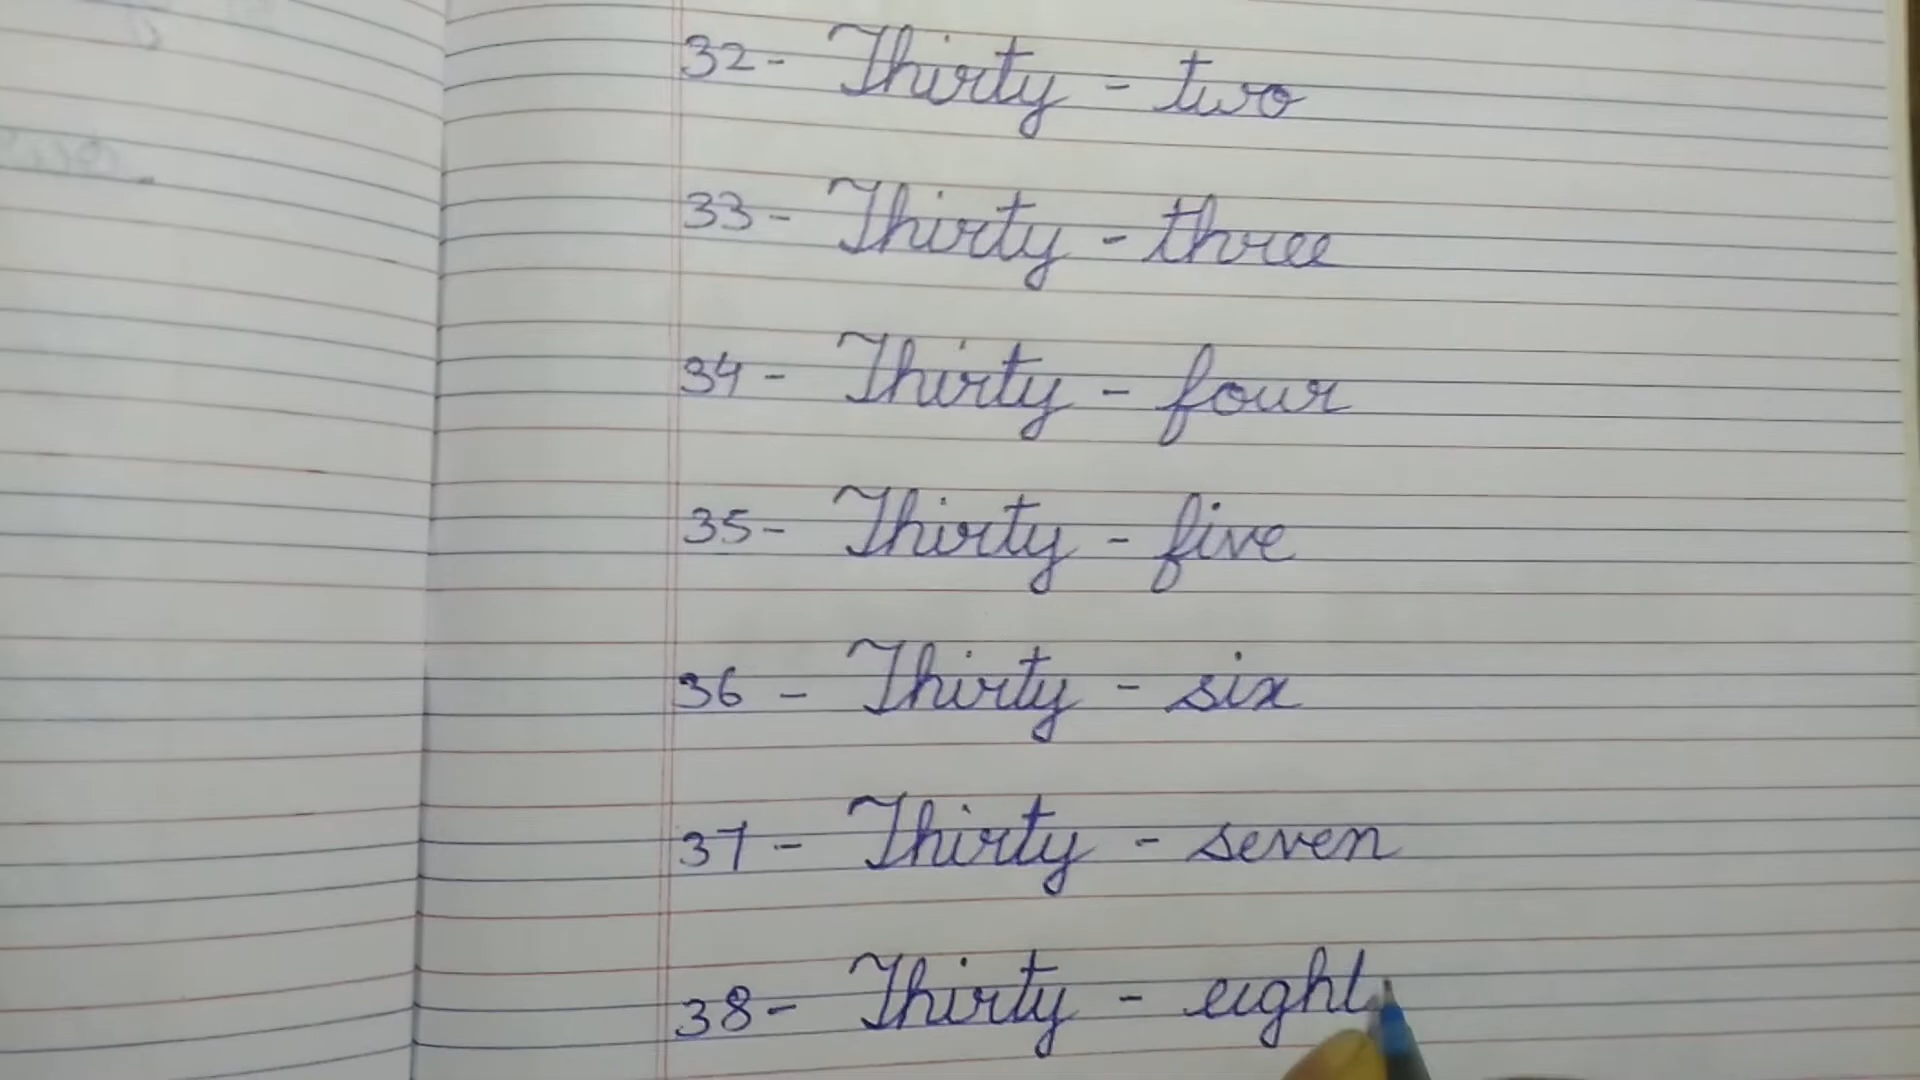 32- Thirty - two
33- Thirty - three
34- Thirty - four
35- Thirty - five
36 - Thirty - six
37 - Thirty - seven
38- Thirty - eight